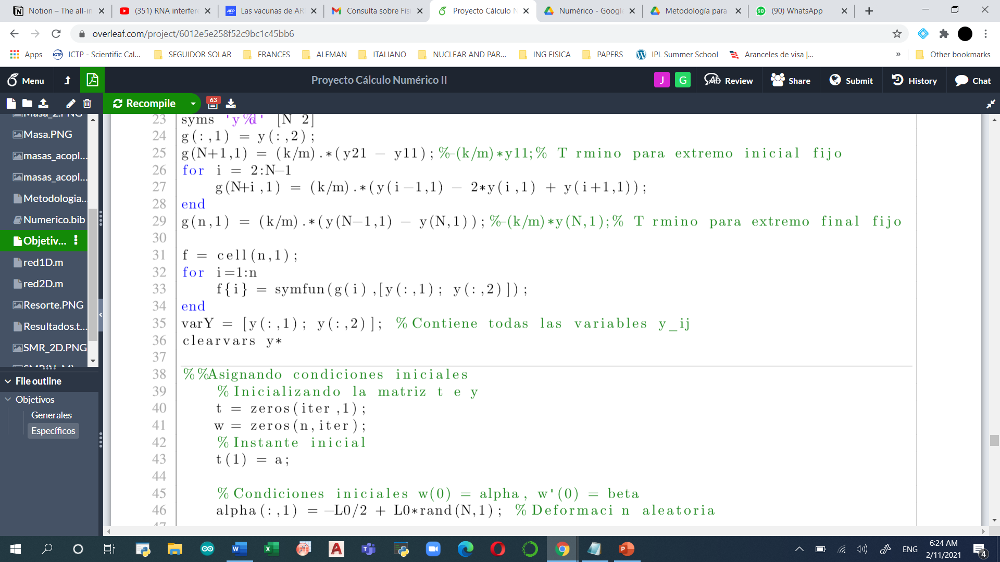 Notion – The all-in
(351) RNA interfere
Las vacunas de AR
Consulta sobre Fís
Proyecto Cálculo N
Numérico - Google
Metodología para
(90) WhatsApp
overleaf.com/project/6012e5e258f52c9bc1c45bb6
Apps
ICTP - Scientific Cal...
SEGUIDOR SOLAR
FRANCES
ALEMAN
ITALIANO
NUCLEAR AND PAR...
ING FISICA
PAPERS
IPL Summer School
Aranceles de visa |...
»
Other bookmarks
Menu
Proyecto Cálculo Numérico II
J
G
Review
Share
Submit
History
Chat
Recompile
63
Masa_2.PNG
Masa.PNG
masas_acopl...
masas_acopl...
Metodologia...
Numerico.bib
Objetiv...
red1D.m
red2D.m
Resorte.PNG
Resultados.t...
SMR_2D.PNG
File outline
Objetivos
Generales
Específicos
23 syms 'y%d' [N 2]
24 g(:,1) = y(:,2);
25 g(N+1,1) = (k/m).*(y21 - y11);%-(k/m)*y11;% T rmino para extremo inicial fijo
26 for i = 2:N-1
27 g(N+i,1) = (k/m).*(y(i-1,1) - 2*y(i,1) + y(i+1,1));
28 end
29 g(n,1) = (k/m).*(y(N-1,1) - y(N,1));%-(k/m)*y(N,1);% T rmino para extremo final fijo
30
31 f = cell(n,1);
32 for i=1:n
33 f{i} = symfun(g(i),[y(:,1); y(:,2)]);
34 end
35 varY = [y(:,1); y(:,2)]; % Contiene todas las variables y_ij
36 clearvars y*
37
38 %%Asignando condiciones iniciales
39 % Inicializando la matriz t e y
40 t = zeros(iter,1);
41 w = zeros(n,iter);
42 % Instante inicial
43 t(1) = a;
44
45 % Condiciones iniciales w(0) = alpha, w'(0) = beta
46 alpha(:,1) = -L0/2 + L0*rand(N,1); % Deformaci n aleatoria
47
ENG
6:24 AM
2/11/2021
4